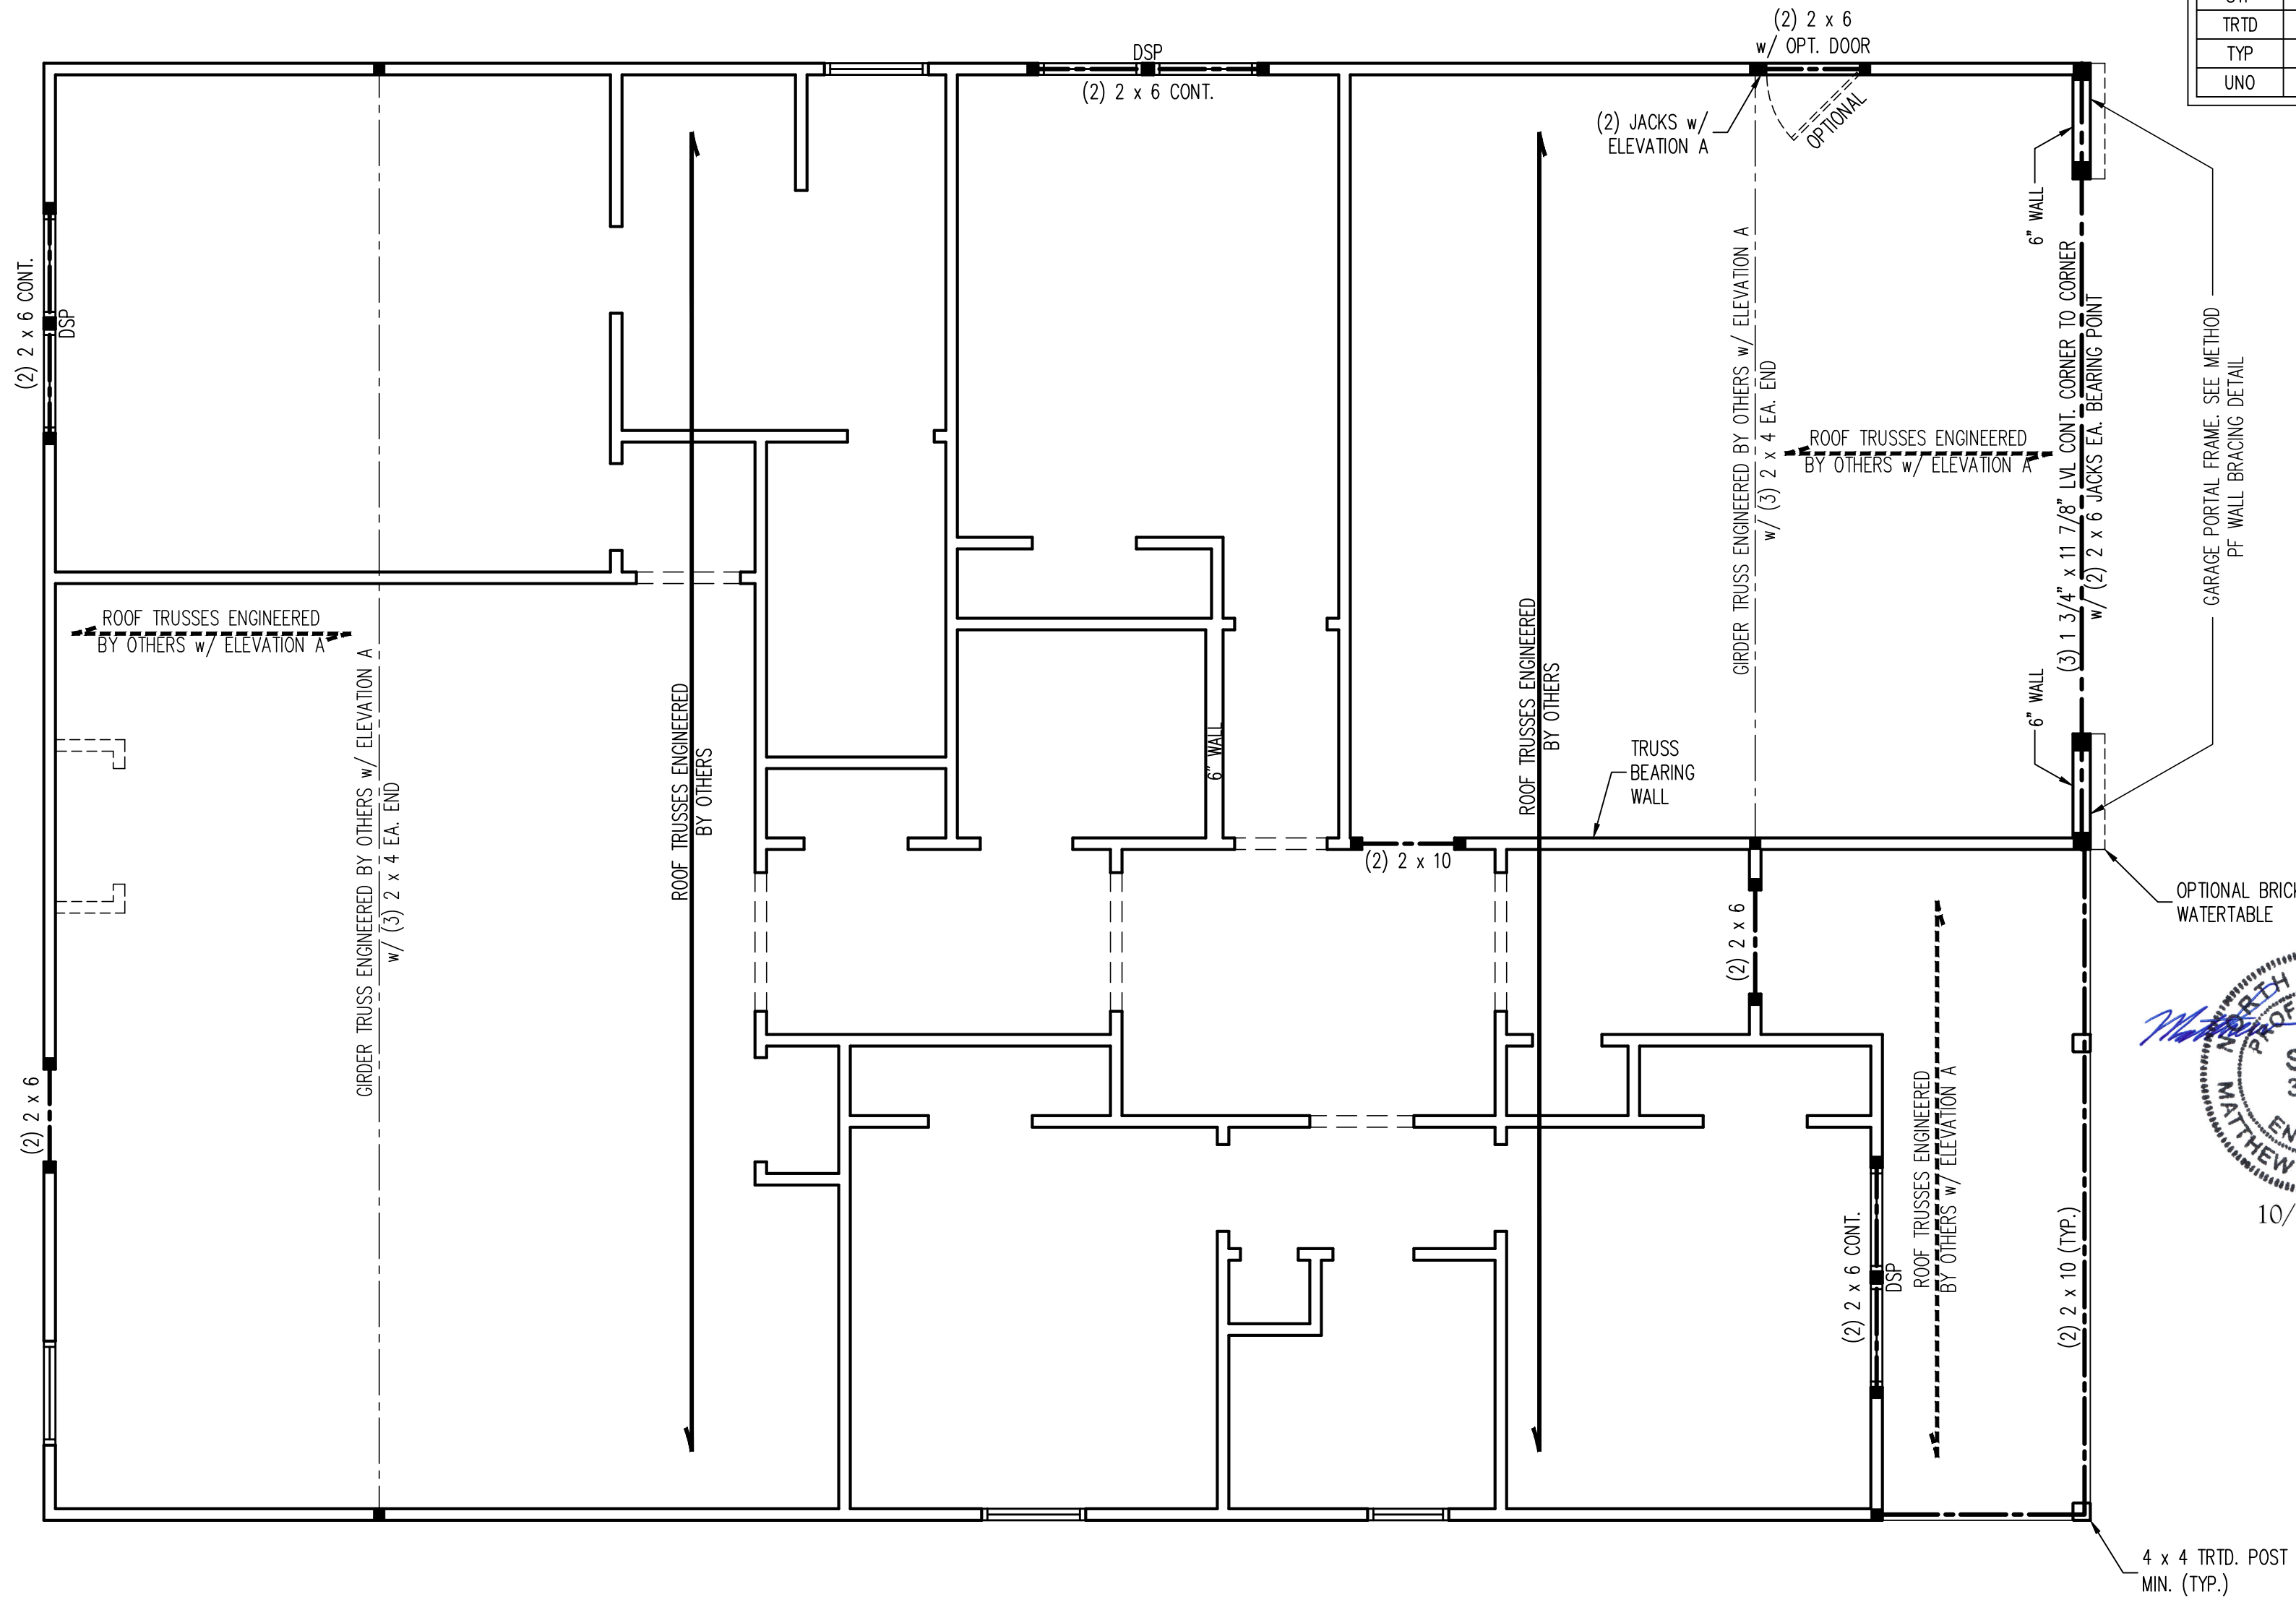 TRTD
TYP
UNO
(2) 2 x 6
w/ OPT. DOOR
DSP
(2) 2 x 6 CONT.
(2) JACKS w/
ELEVATION A
OPTIONAL
6" WALL
(2) 2 x 6 CONT.
DSP
GIRDER TRUSS ENGINEERED BY OTHERS w/ ELEVATION A
w/ (3) 2 x 4 EA. END
ROOF TRUSSES ENGINEERED
BY OTHERS w/ ELEVATION A
(3) 1 3/4" x 11 7/8" LVL CONT. CORNER TO CORNER
w/ (2) 2 x 6 JACKS EA. BEARING POINT
GARAGE PORTAL FRAME. SEE METHOD
PF WALL BRACING DETAIL
ROOF TRUSSES ENGINEERED
BY OTHERS w/ ELEVATION A
GIRDER TRUSS ENGINEERED BY OTHERS w/ ELEVATION A
w/ (3) 2 x 4 EA. END
ROOF TRUSSES ENGINEERED
BY OTHERS
6" WALL
ROOF TRUSSES ENGINEERED
BY OTHERS
TRUSS
BEARING
WALL
6" WALL
(2) 2 x 10
OPTIONAL BRICK
WATERTABLE
(2) 2 x 6
(2) 2 x 6
ROOF TRUSSES ENGINEERED
BY OTHERS w/ ELEVATION A
(2) 2 x 6 CONT.
DSP
(2) 2 x 10 (TYP.)
NORTH
MATTHEW
10/
4 x 4 TRTD. POST
MIN. (TYP.)